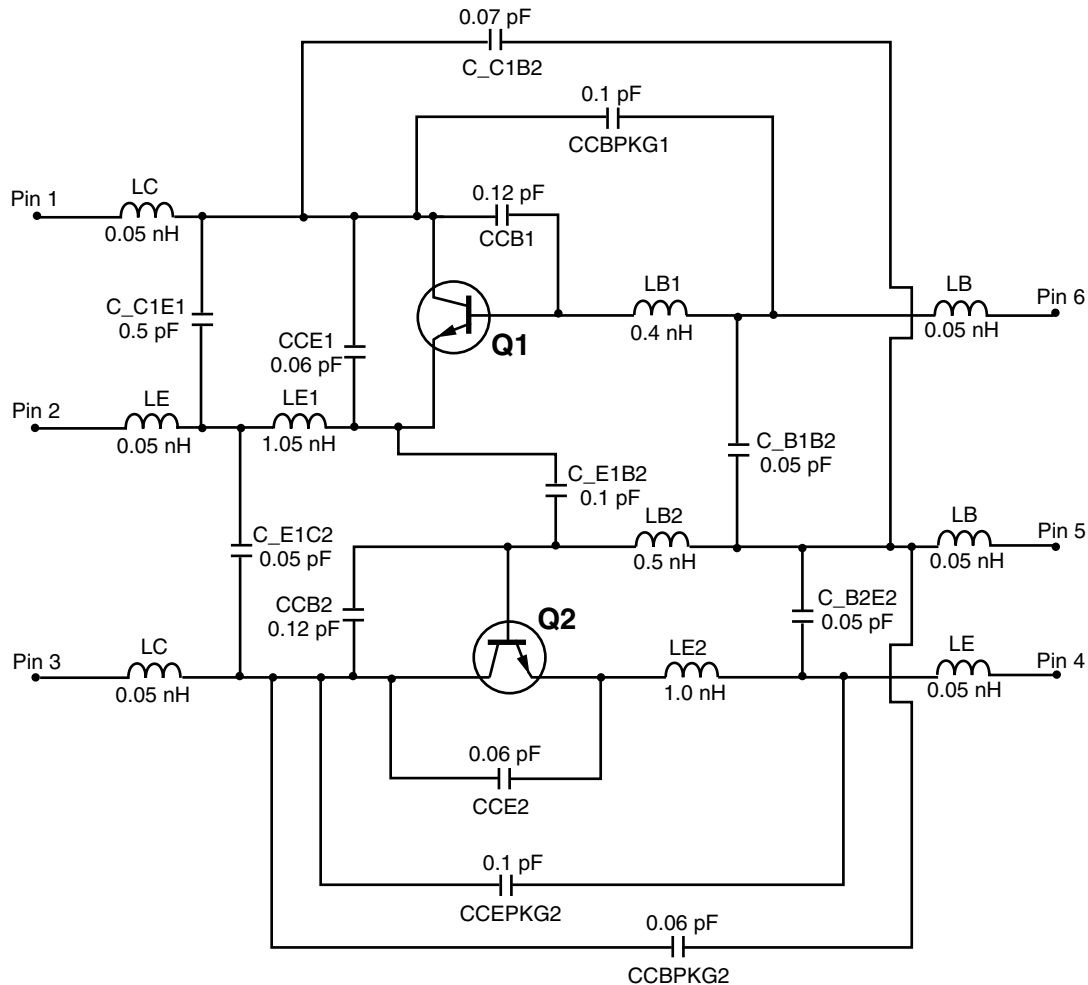 0.07 pF
C_C1B2
0.1 pF
CCBPKG1
Pin 1
LC
0.05 nH
0.12 pF
CCB1
LB1
0.4 nH
LB
0.05 nH
Pin 6
C_C1E1
0.5 pF
CCE1
0.06 pF
Q1
Pin 2
LE
0.05 nH
LE1
1.05 nH
C_B1B2
0.05 pF
C_E1B2
0.1 pF
C_E1C2
0.05 pF
LB2
0.5 nH
LB
0.05 nH
Pin 5
CCB2
0.12 pF
Q2
C_B2E2
0.05 pF
Pin 3
LC
0.05 nH
LE2
1.0 nH
LE
0.05 nH
Pin 4
0.06 pF
CCE2
0.1 pF
CCEPKG2
0.06 pF
CCBPKG2